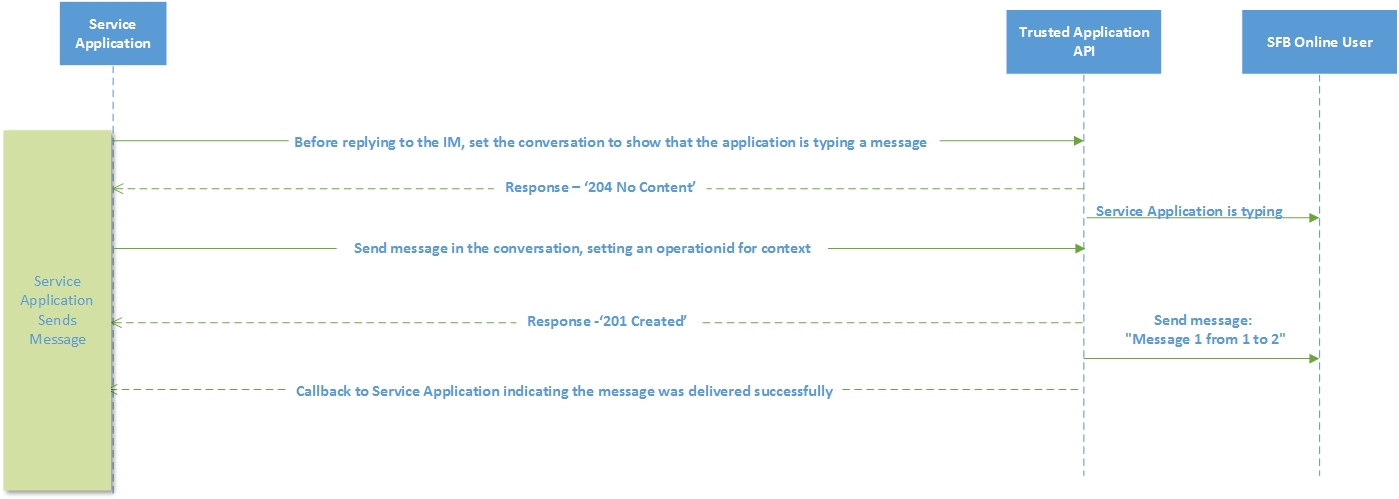 Service
Application
Trusted Application
API
SFB Online User
Before replying to the IM, set the conversation to show that the application is typing a message
Response – ‘204 No Content’
Service Application is typing
Send message in the conversation, setting an operationid for context
Service
Application
Sends
Message
Response -‘201 Created’
Send message:
"Message 1 from 1 to 2"
Callback to Service Application indicating the message was delivered successfully